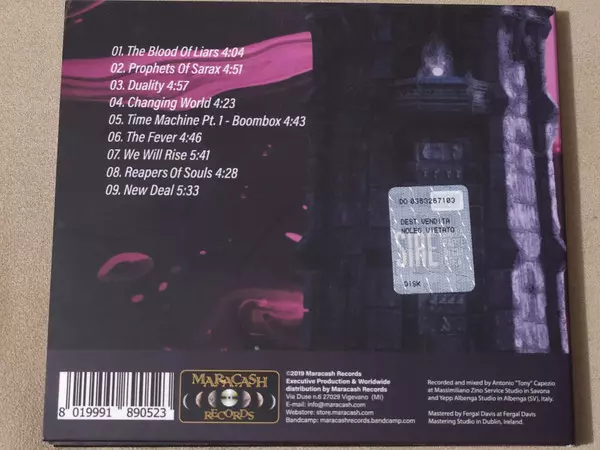 01. The Blood Of Liars 4:04
02. Prophets Of Sarax 4:51
03. Duality 4:57
04. Changing World 4:23
05. Time Machine Pt. 1 - Boombox 4:43
06. The Fever 4:46
07. We Will Rise 5:41
08. Reapers Of Souls 4:28
09. New Deal 5:33
DO 0383267103
DEST.VENDITA
NOLEG.VIETATO
DISK
8 019991 890523
MARACASH
RECORDS
©2019 Maracash Records
Executive Production & Worldwide
distribution by Maracash Records
Via Duse n.6 27029 Vigevano (MI)
E-mail: info@maracash.com
Webstore: store.maracash.com
Bandcamp: maracashrecords.bandcamp.com
Recorded and mixed by Antonio "Tony" Capezio
at Massimiliano Zino Service Studio in Savona
and Yepp Albenga Studio in Albenga (SV), Italy.
Mastered by Fergal Davis at Fergal Davis
Mastering Studio in Dublin, Ireland.